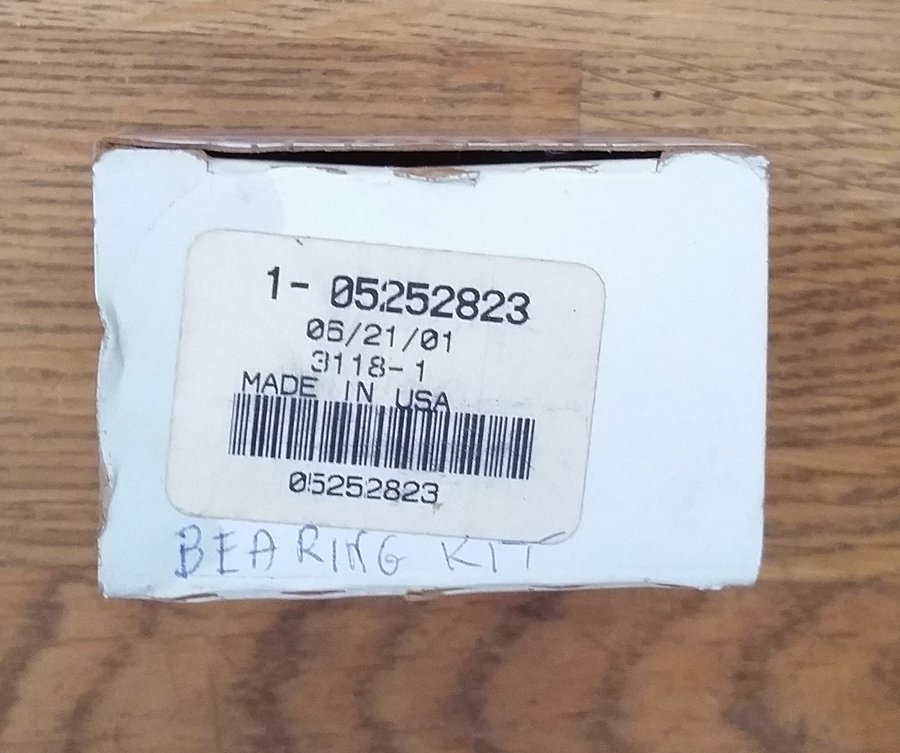 1- 05252823
06/21/01
3118-1
MADE IN USA
05252823
BEARING KIT